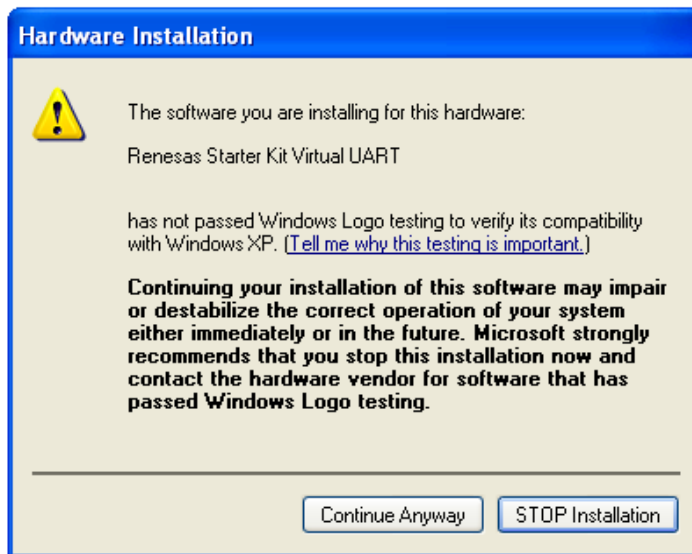 Hardware Installation
The software you are installing for this hardware:
Renesas Starter Kit Virtual UART
has not passed Windows Logo testing to verify its compatibility
with Windows XP. (Tell me why this testing is important.)
Continuing your installation of this software may impair
or destabilize the correct operation of your system
either immediately or in the future. Microsoft strongly
recommends that you stop this installation now and
contact the hardware vendor for software that has
passed Windows Logo testing.
Continue Anyway STOP Installation